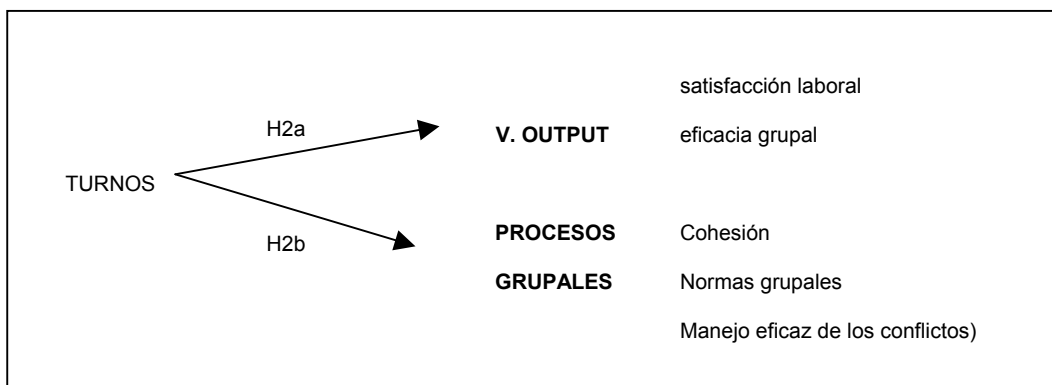 satisfacción laboral
H2a
V. OUTPUT eficacia grupal
TURNOS
PROCESOS Cohesión
H2b
GRUPALES Normas grupales
Manejo eficaz de los conflictos)